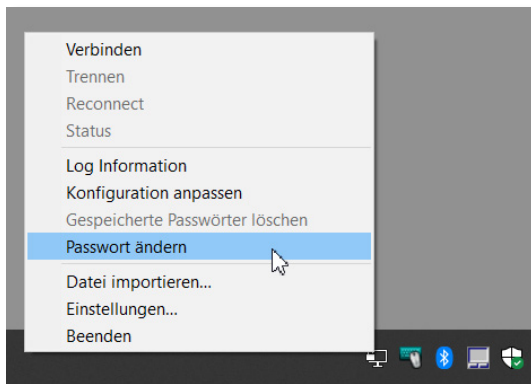 Verbinden
Trennen
Reconnect
Status
Log Information
Konfiguration anpassen
Gespeicherte Passwörter löschen
Passwort ändern
Datei importieren...
Einstellungen...
Beenden